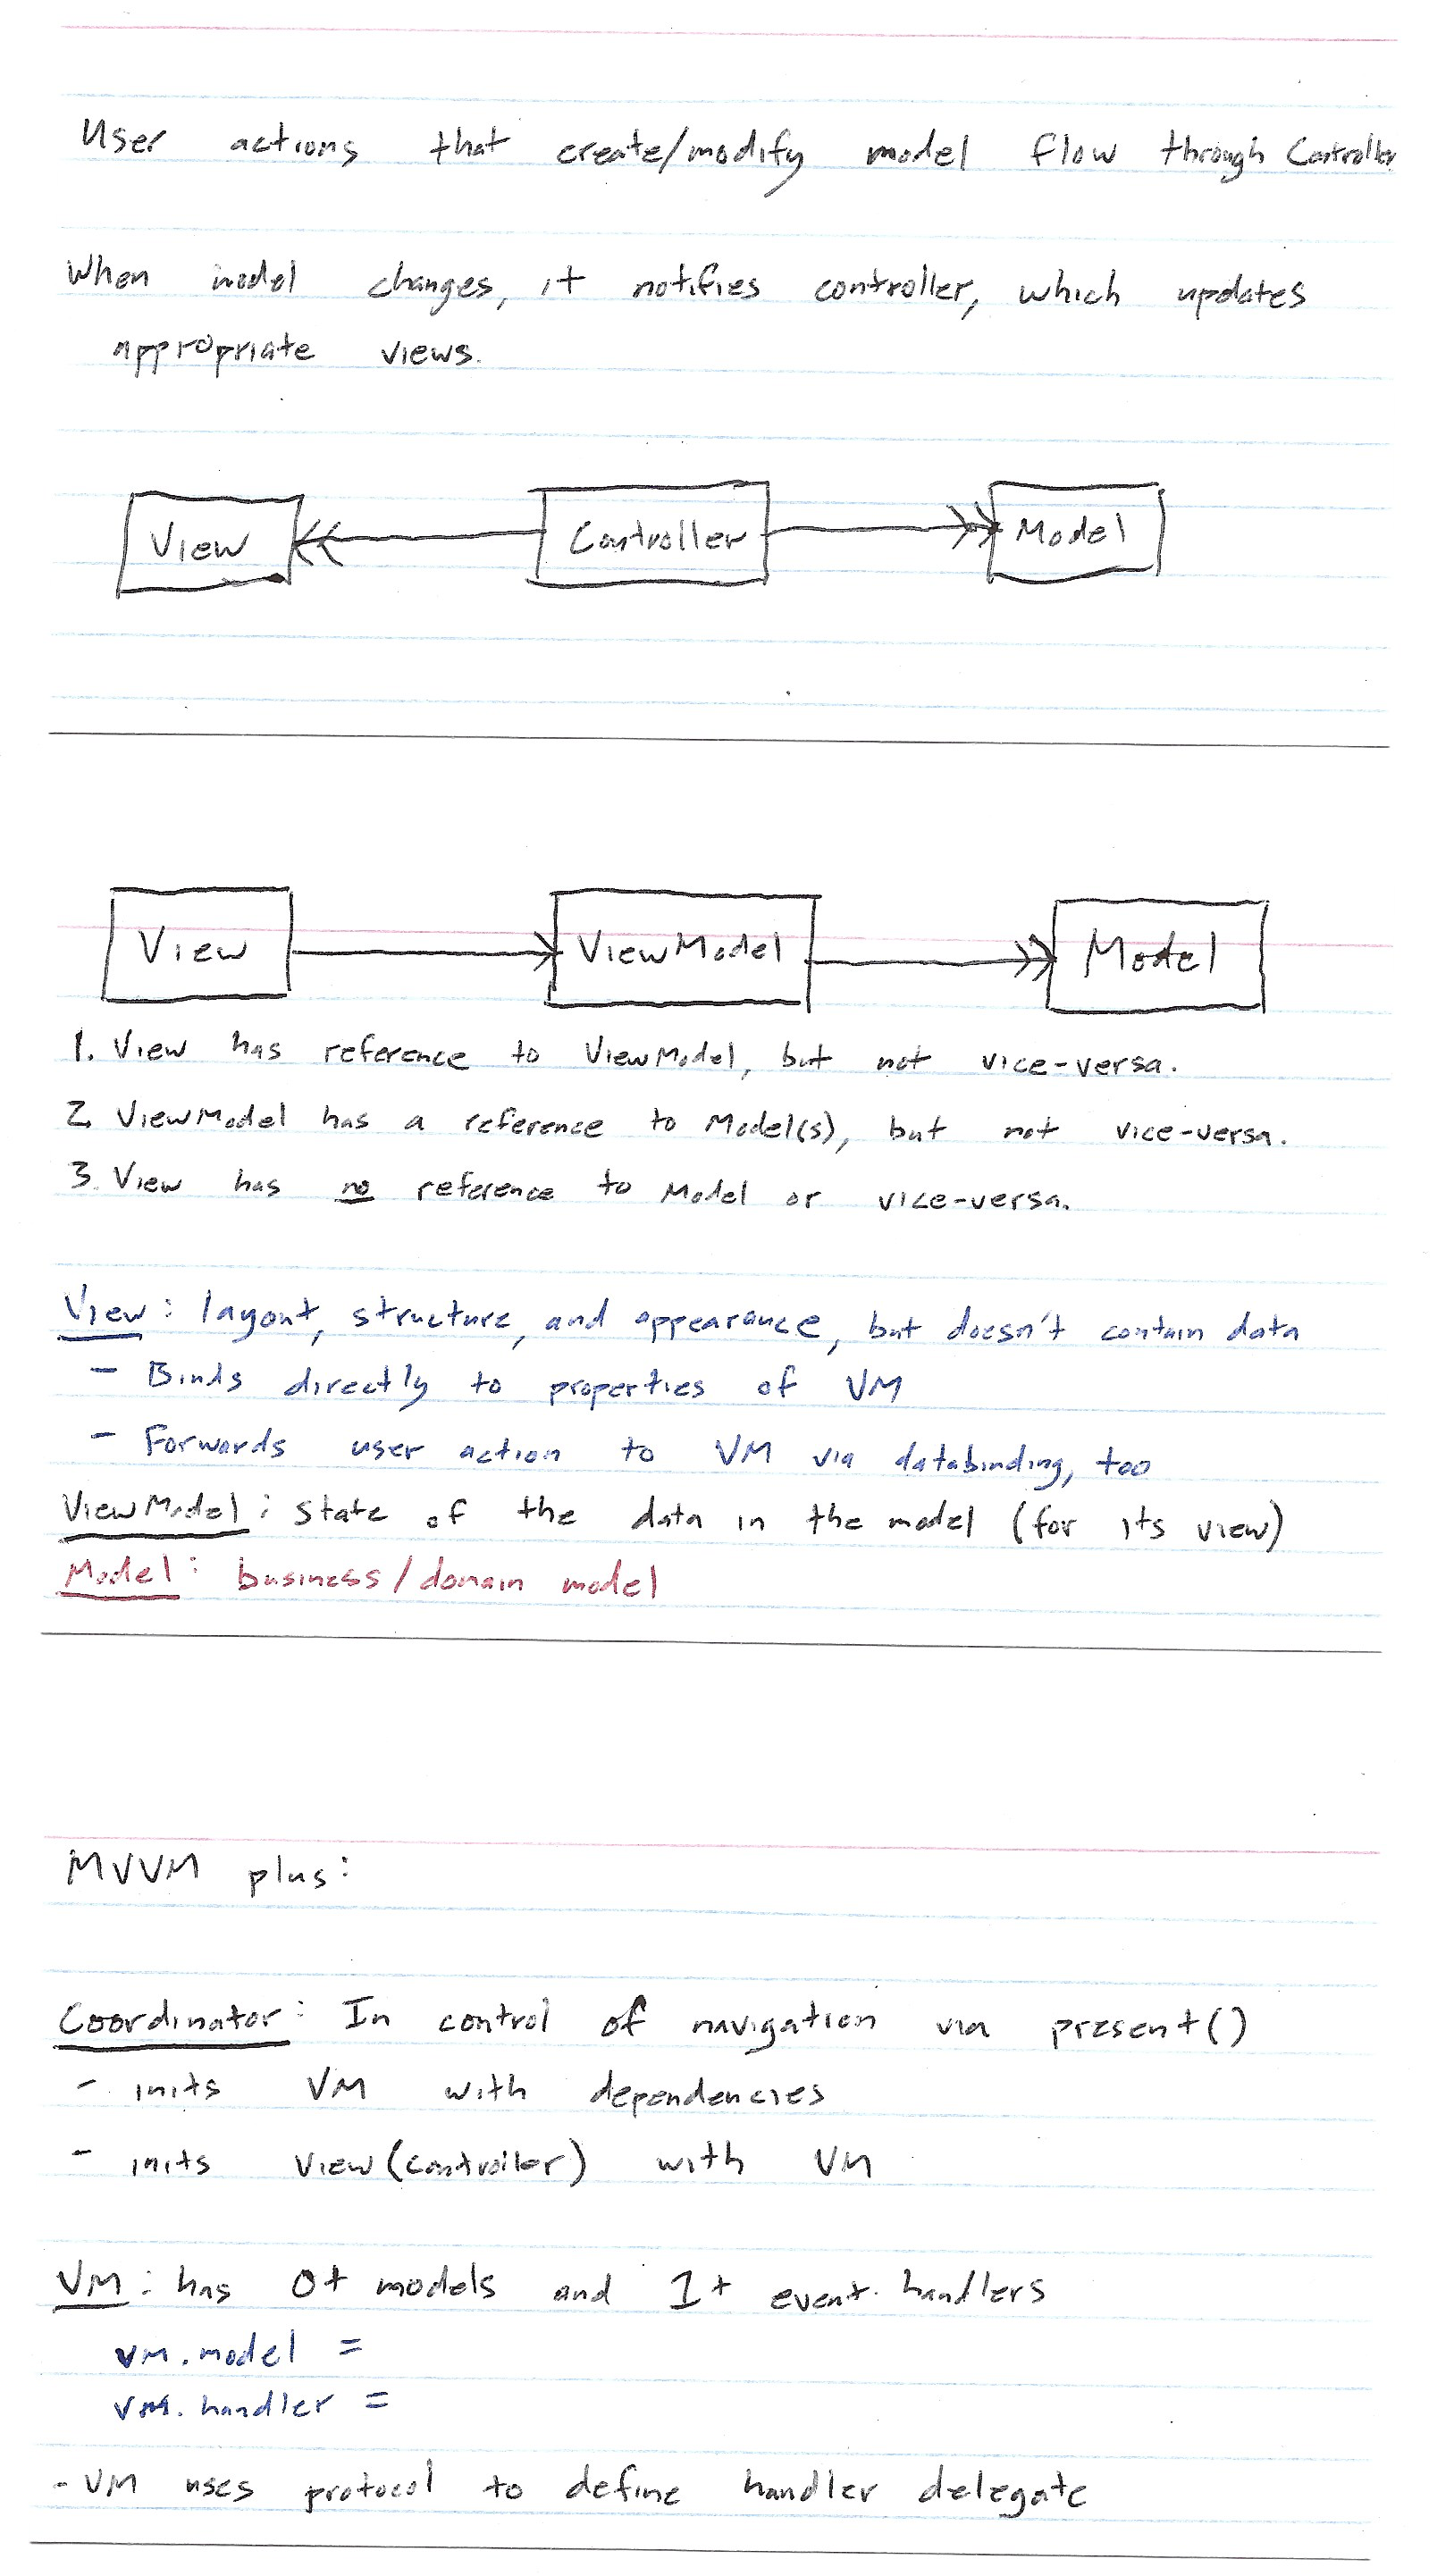 User actions that create/modify model flow through Controller
When model changes, it notifies controller, which updates
appropriate views.
View Controller Model
View ViewModel Model
1. View has reference to ViewModel, but not vice-versa.
2. ViewModel has a reference to Model(s), but not vice-versa.
3. View has no reference to Model or vice-versa.
View: layout, structure, and appearance, but doesn't contain data
- Binds directly to properties of VM
- Forwards user action to VM via databinding, too
ViewModel: state of the data in the model (for its view)
Model: business/domain model
MVVM plus:
Coordinator: In control of navigation via present()
- inits VM with dependencies
- inits View(controller) with VM
VM: has 0+ models and 1+ event handlers
vm.model =
vm.handler =
- VM uses protocol to define handler delegate